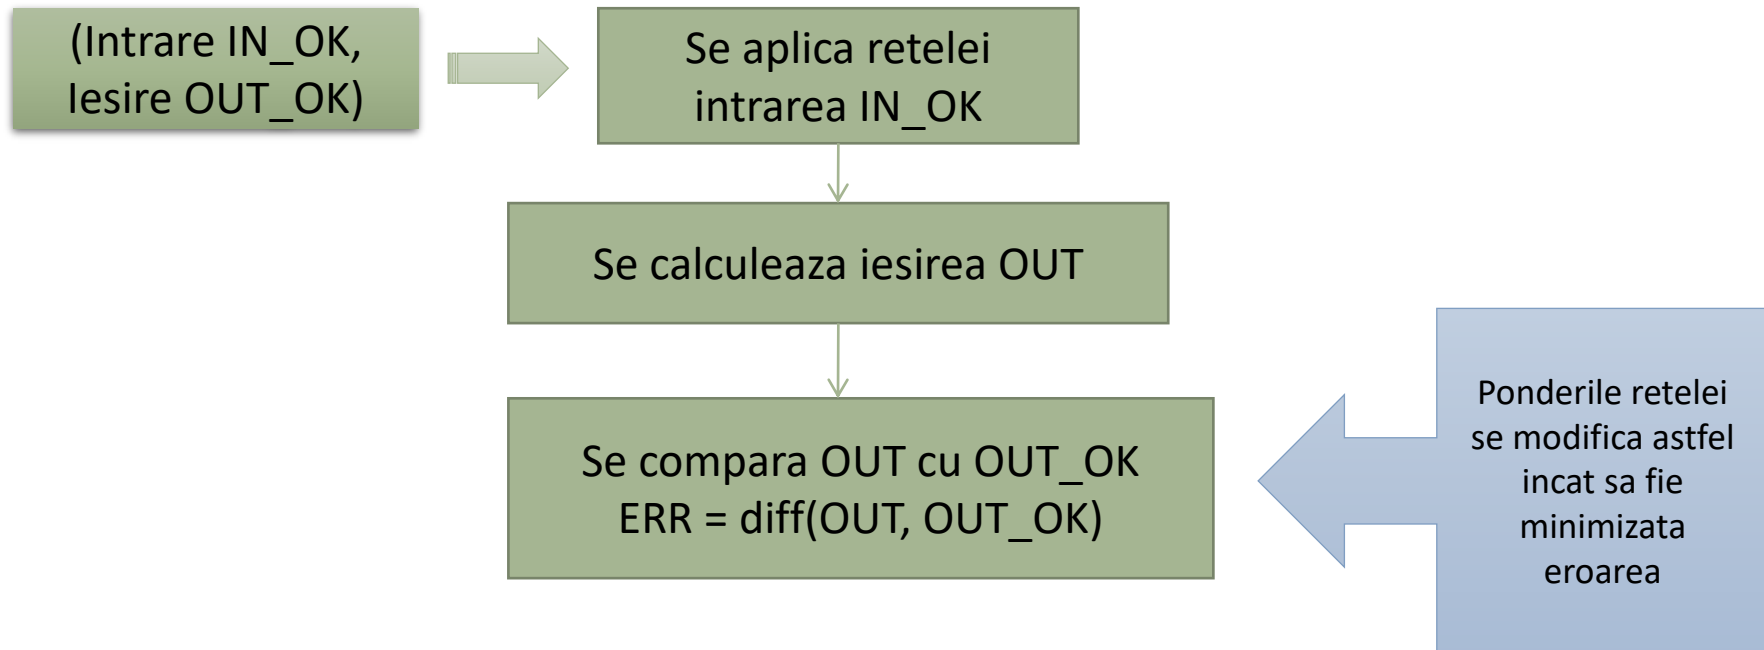 (Intrare IN_OK,
Iesire OUT_OK)
Se aplica retelei
intrarea IN_OK
Se calculeaza iesirea OUT
Se compara OUT cu OUT_OK
ERR = diff(OUT, OUT_OK)
Ponderile retelei
se modifica astfel
incat sa fie
minimizata
eroarea